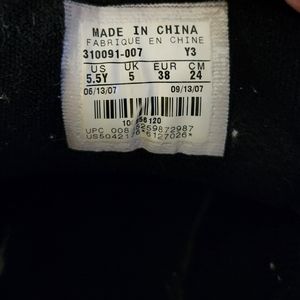 MADE IN CHINA
FABRIQUE EN CHINE
310091-007 Y3
US UK EUR CM
5.5Y 5 38 24
06/13/07 09/13/07
UPC